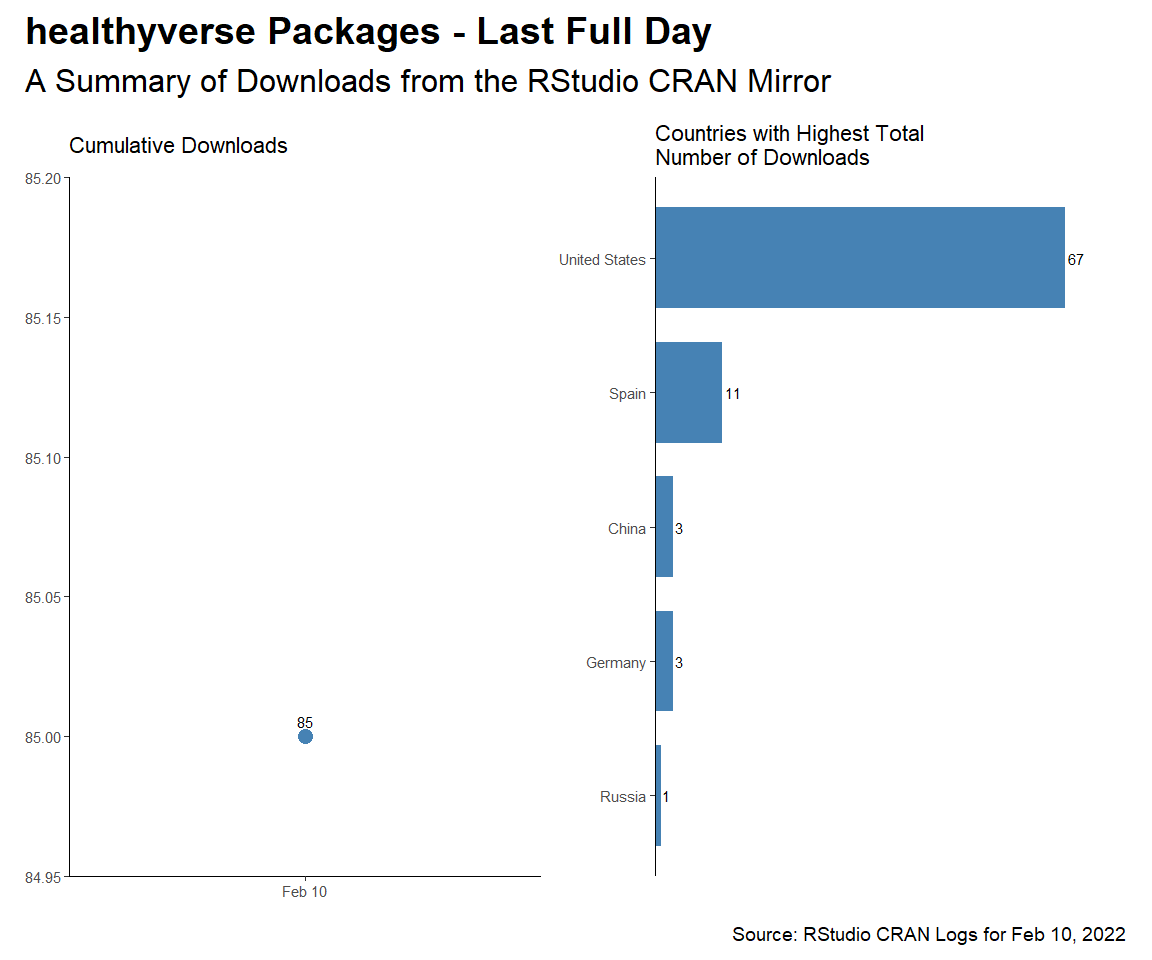 healthyverse Packages - Last Full Day
A Summary of Downloads from the RStudio CRAN Mirror
Cumulative Downloads
85.20
85.15
85.10
85.05
85.00
84.95
85
Feb 10
Countries with Highest Total
Number of Downloads
United States 67
Spain 11
China 3
Germany 3
Russia 1
Source: RStudio CRAN Logs for Feb 10, 2022